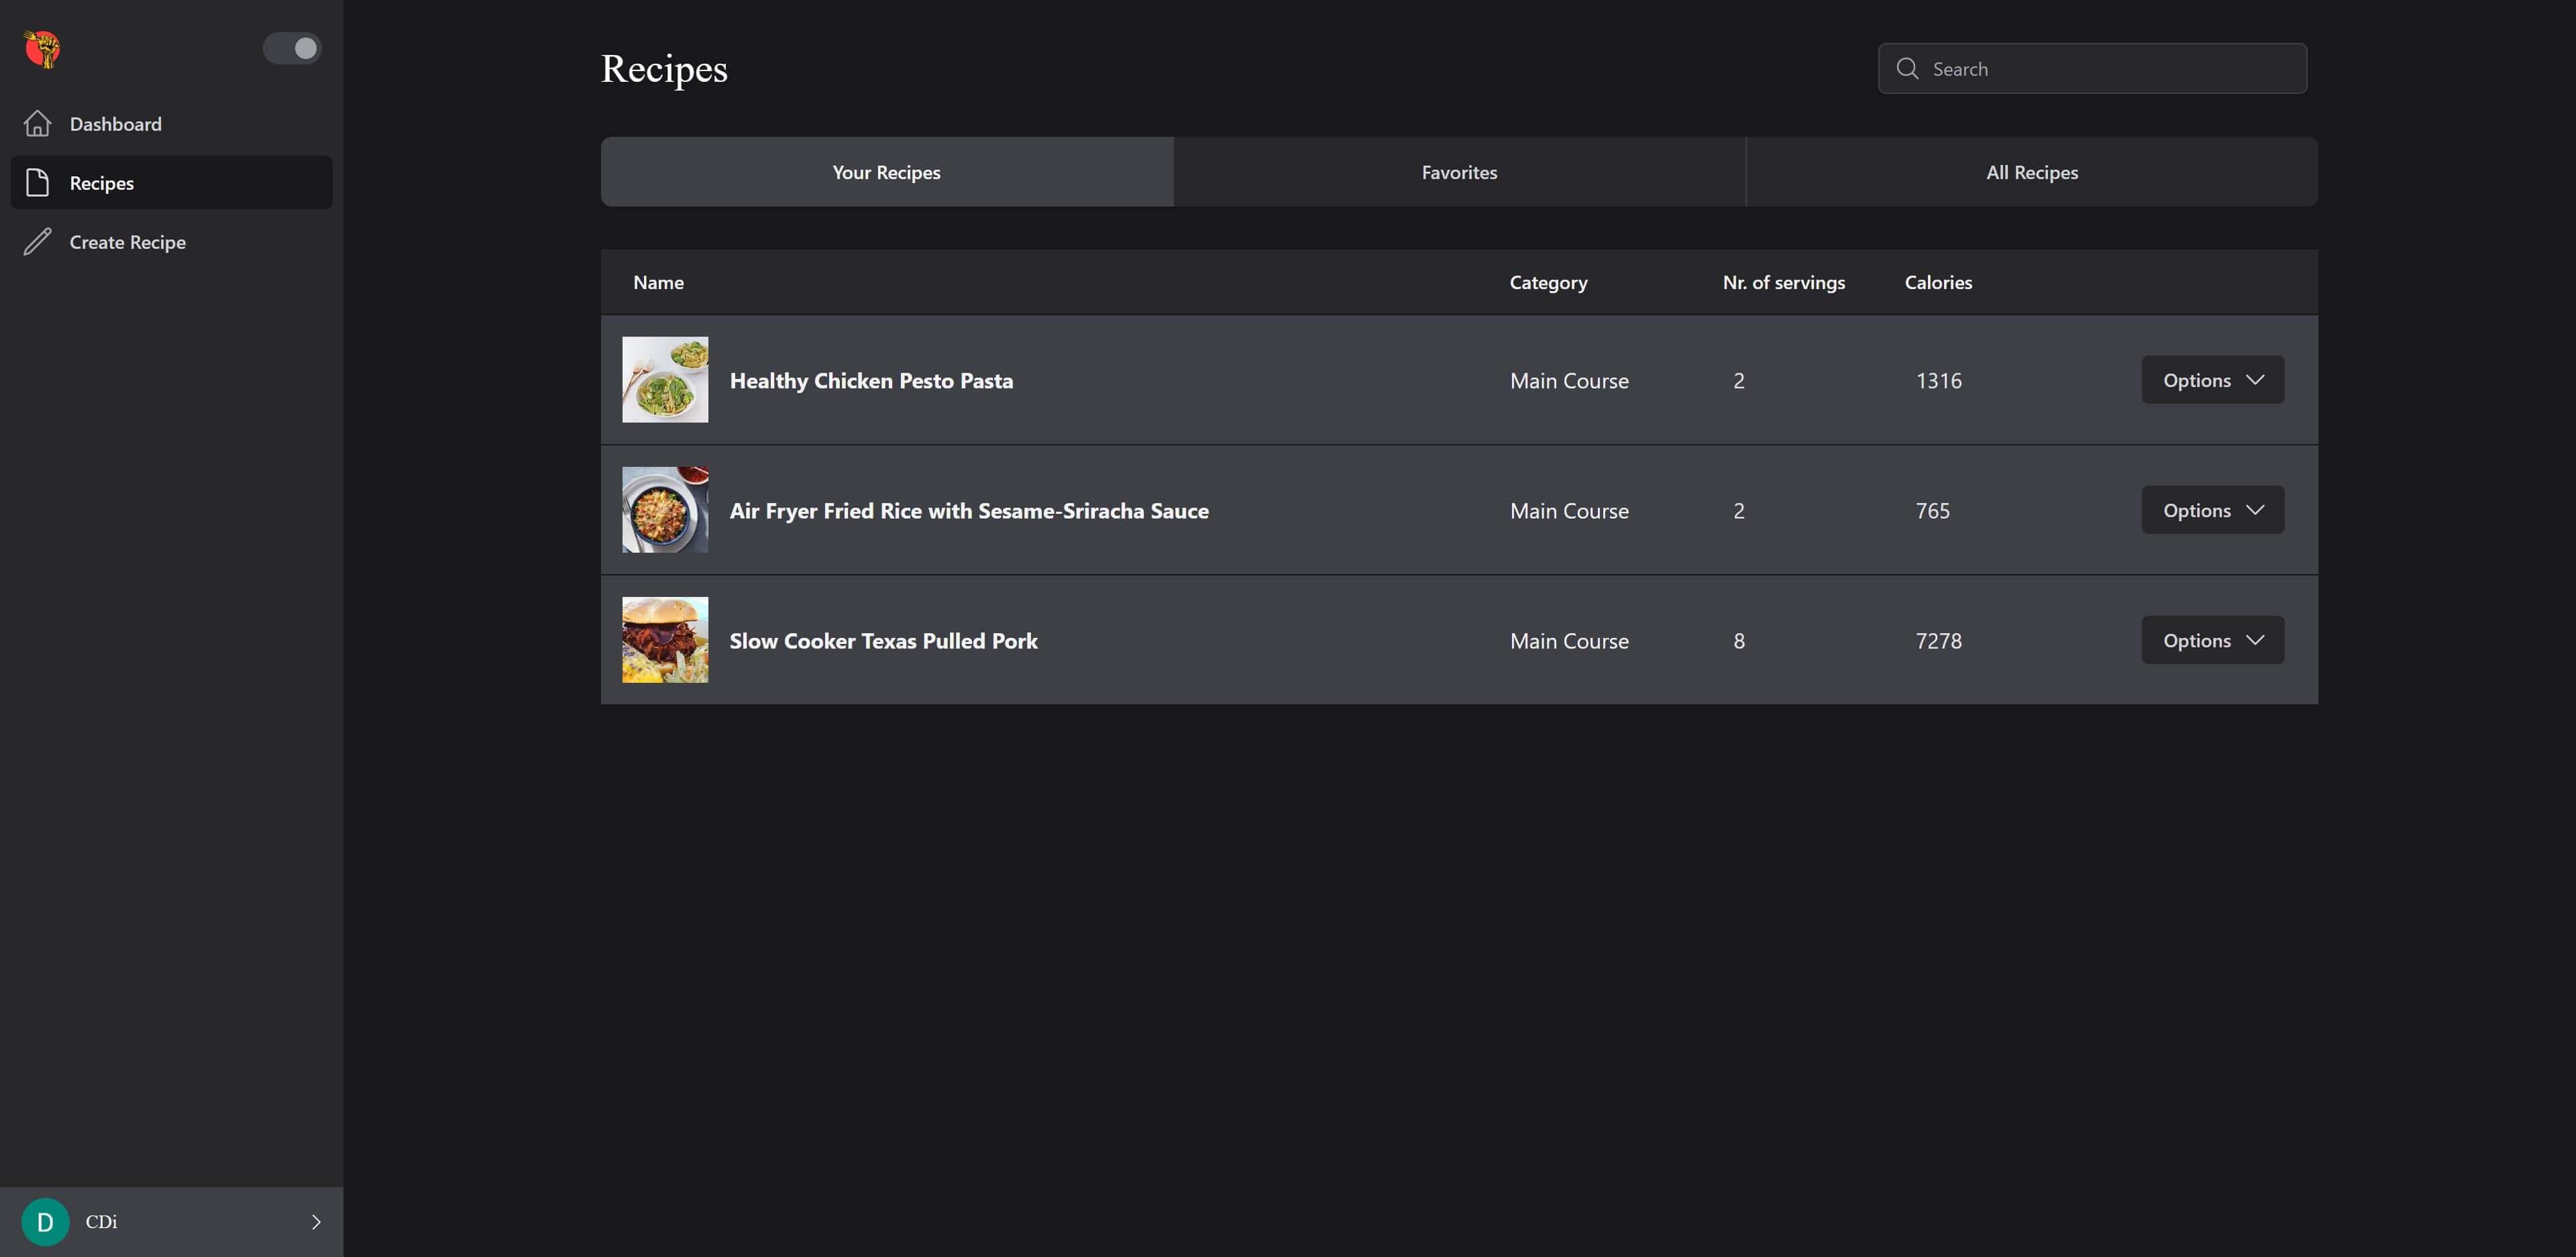 Dashboard
Recipes
Create Recipe
D CDi
Recipes
Search
Your Recipes Favorites All Recipes
Name Category Nr. of servings Calories
Healthy Chicken Pesto Pasta Main Course 2 1316 Options
Air Fryer Fried Rice with Sesame-Sriracha Sauce Main Course 2 765 Options
Slow Cooker Texas Pulled Pork Main Course 8 7278 Options